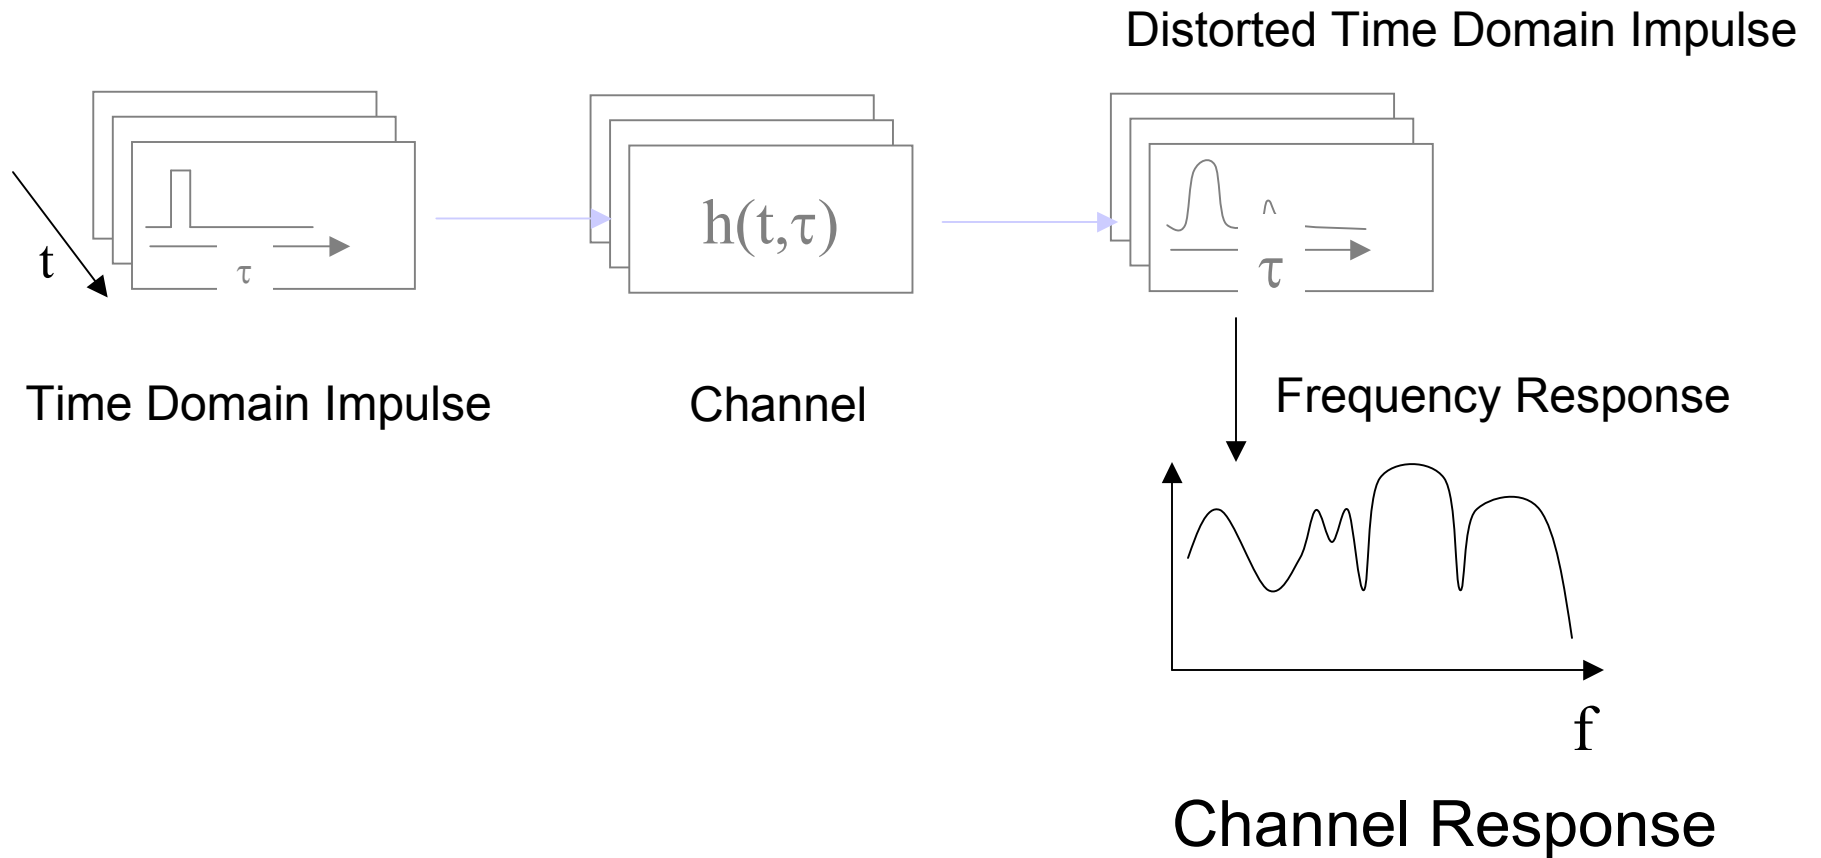 Distorted Time Domain Impulse
t
τ
h(t,τ)
τ
Time Domain Impulse
Channel
Frequency Response
f
Channel Response